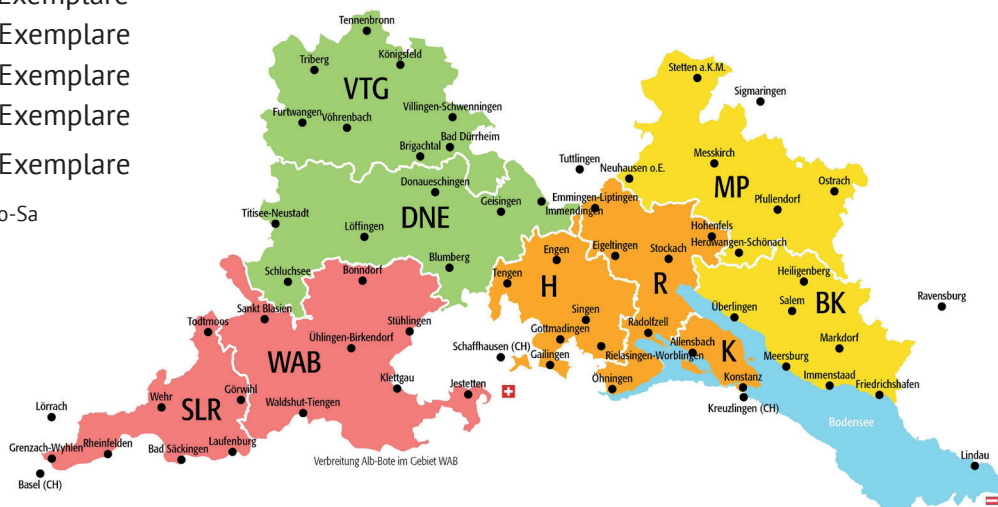 Exemplare
Exemplare
Exemplare
Exemplare
Exemplare
o-Sa
Tennenbronn
Triberg
Königsfeld
VTG
Furtwangen
Vöhrenbach
Villingen-Schwenningen
Bad Dürrheim
Brigachtal
Donaueschingen
Titisee-Neustadt
DNE
Geisingen
Immendingen
Löffingen
Schluchsee
Blumberg
Bonndorf
Sankt Blasien
Todtmoos
Stühlingen
Ühlingen-Birkendorf
WAB
Klettgau
Jestetten
Wehr
Görwihl
SLR
Waldshut-Tiengen
Lörrach
Grenzach-Wyhlen
Rheinfelden
Bad Säckingen
Laufenburg
Basel (CH)
Verbreitung Alb-Bote im Gebiet WAB
Stetten a.K.M.
Sigmaringen
Tuttlingen
Neuhausen o.E.
Messkirch
MP
Ostrach
Pfullendorf
Emmingen-Liptingen
Hohenfels
Herdwangen-Schönach
Engen
Eigeltingen
Stockach
Tengen
H
R
Singen
Gottmadingen
Radolfzell
Schaffhausen (CH)
Gailingen
Rielasingen-Worblingen
Öhningen
Allensbach
K
Konstanz
Kreuzlingen (CH)
Heiligenberg
Überlingen
Salem
BK
Markdorf
Meersburg
Immenstaad
Friedrichshafen
Ravensburg
Bodensee
Lindau